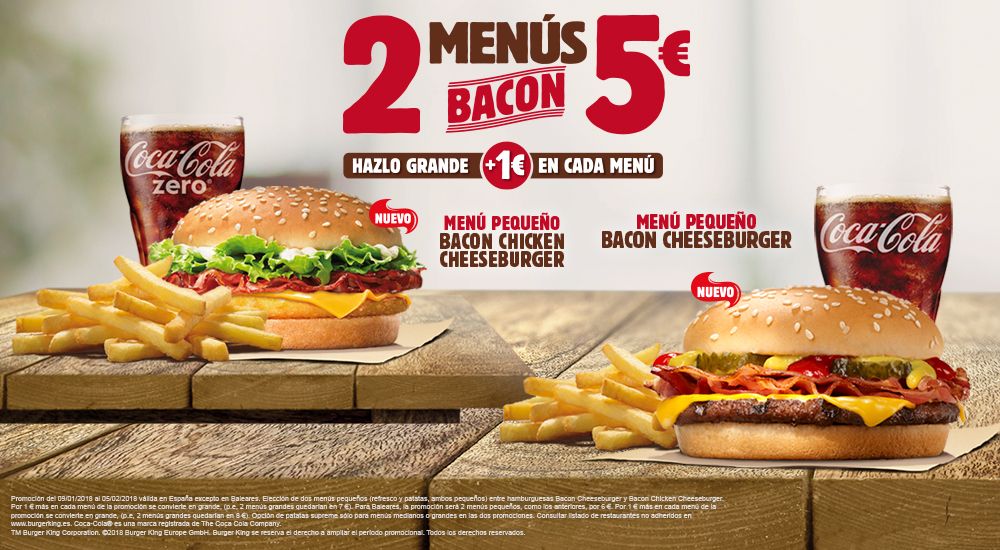 2 MENÚS BACON 5€
HAZLO GRANDE +1€ EN CADA MENÚ
Coca-Cola
zero
NUEVO
MENÚ PEQUEÑO
BACON CHICKEN
CHEESEBURGER
MENÚ PEQUEÑO
BACON CHEESEBURGER
Coca-Cola
NUEVO
Promoción del 09/01/2018 al 05/02/2018 válida en España excepto en Baleares. Elección de dos menús pequeños (refresco y patatas, ambos pequeños) entre hamburguesas Bacon Cheeseburger y Bacon Chicken Cheeseburger.
Por 1 € más en cada menú de la promoción se convierte en grande, (p.e, 2 menús grandes quedarían en 7 €). Para Baleares, la promoción será 2 menús pequeños, como los anteriores, por 6 €. Por 1 € más en cada menú de la
promoción se convierte en grande, (p.e, 2 menús grandes quedarían en 8 €). Opción de patatas supreme sólo para menús medianos o grandes en las dos promociones. Consultar listado de restaurantes no adheridos en
www.burgerking.es. Coca-Cola® es una marca registrada de The Coca Cola Company.
TM Burger King Corporation. ©2018 Burger King Europe GmbH. Burger King se reserva el derecho a ampliar el período promocional. Todos los derechos reservados.